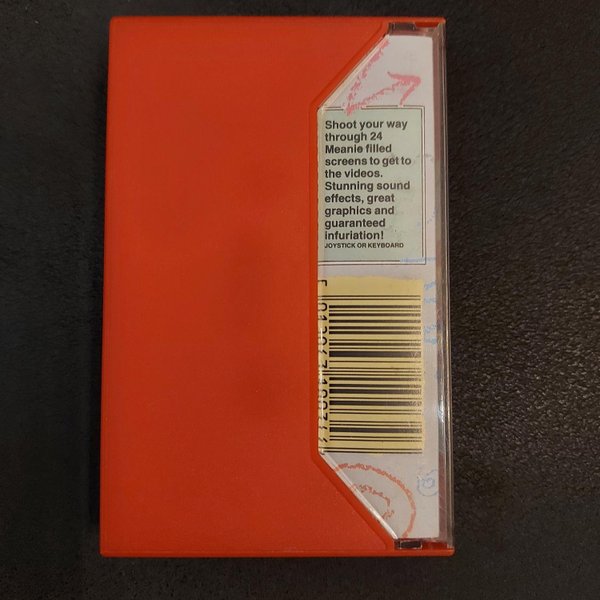 Shoot your way
through 24
Meanie filled
screens to get to
the videos.
Stunning sound
effects, great
graphics and
guaranteed
infuriation!
JOYSTICK OR KEYBOARD